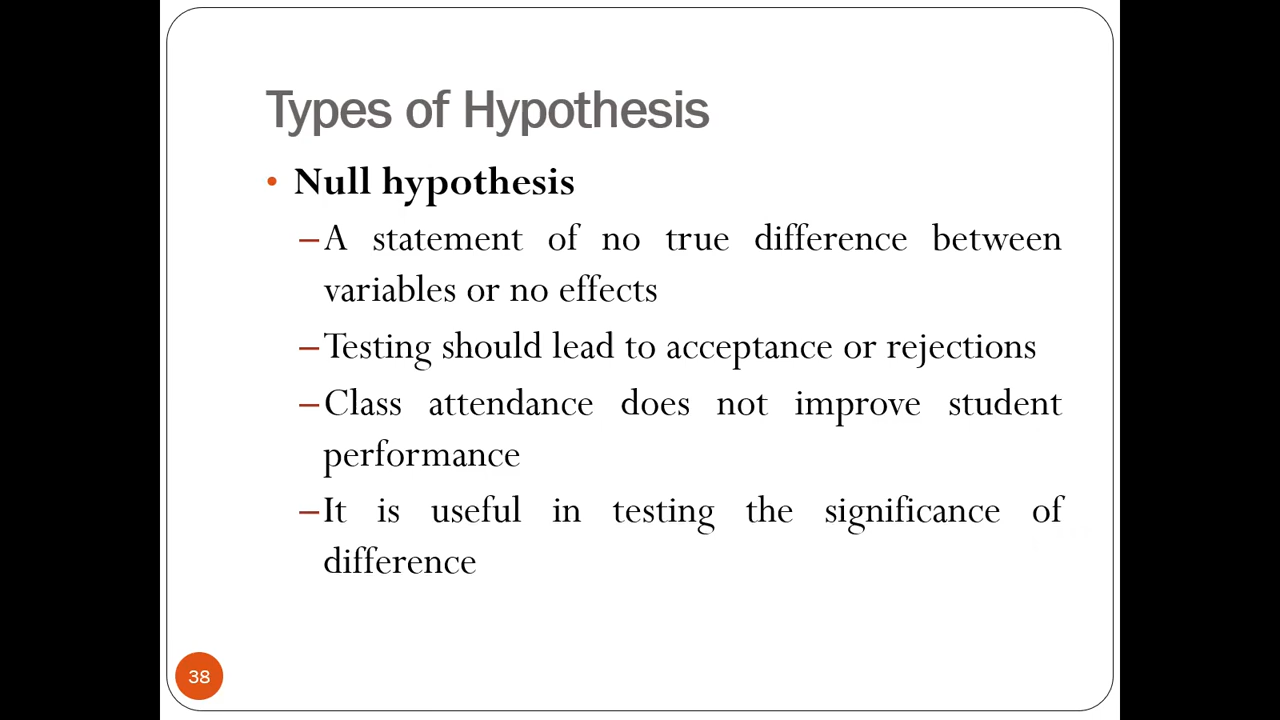 Types of Hypothesis
• Null hypothesis
–A statement of no true difference between
variables or no effects
–Testing should lead to acceptance or rejections
–Class attendance does not improve student
performance
–It is useful in testing the significance of
difference
38